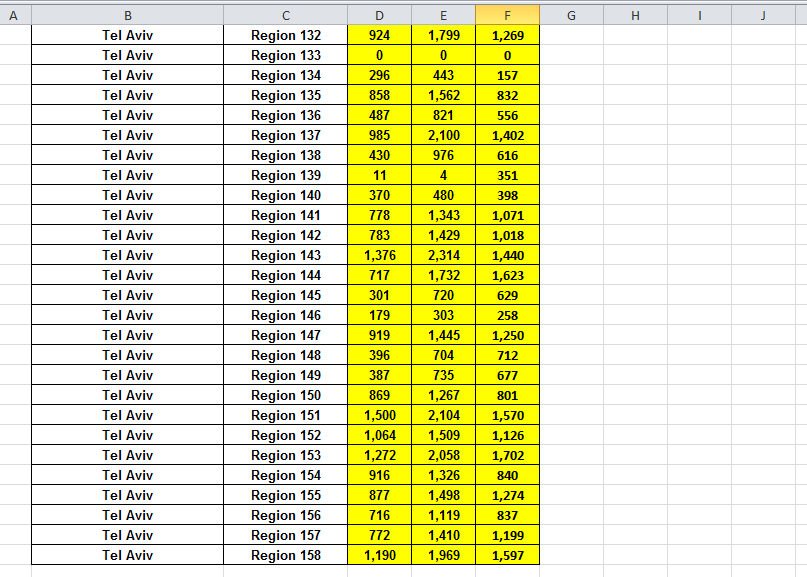 A B C D E F G H I J
Tel Aviv Region 132 924 1,799 1,269
Tel Aviv Region 133 0 0 0
Tel Aviv Region 134 296 443 157
Tel Aviv Region 135 858 1,562 832
Tel Aviv Region 136 487 821 556
Tel Aviv Region 137 985 2,100 1,402
Tel Aviv Region 138 430 976 616
Tel Aviv Region 139 11 4 351
Tel Aviv Region 140 370 480 398
Tel Aviv Region 141 778 1,343 1,071
Tel Aviv Region 142 783 1,429 1,018
Tel Aviv Region 143 1,376 2,314 1,440
Tel Aviv Region 144 717 1,732 1,623
Tel Aviv Region 145 301 720 629
Tel Aviv Region 146 179 303 258
Tel Aviv Region 147 919 1,445 1,250
Tel Aviv Region 148 396 704 712
Tel Aviv Region 149 387 735 677
Tel Aviv Region 150 869 1,267 801
Tel Aviv Region 151 1,500 2,104 1,570
Tel Aviv Region 152 1,064 1,509 1,126
Tel Aviv Region 153 1,272 2,058 1,702
Tel Aviv Region 154 916 1,326 840
Tel Aviv Region 155 877 1,498 1,274
Tel Aviv Region 156 716 1,119 837
Tel Aviv Region 157 772 1,410 1,199
Tel Aviv Region 158 1,190 1,969 1,597